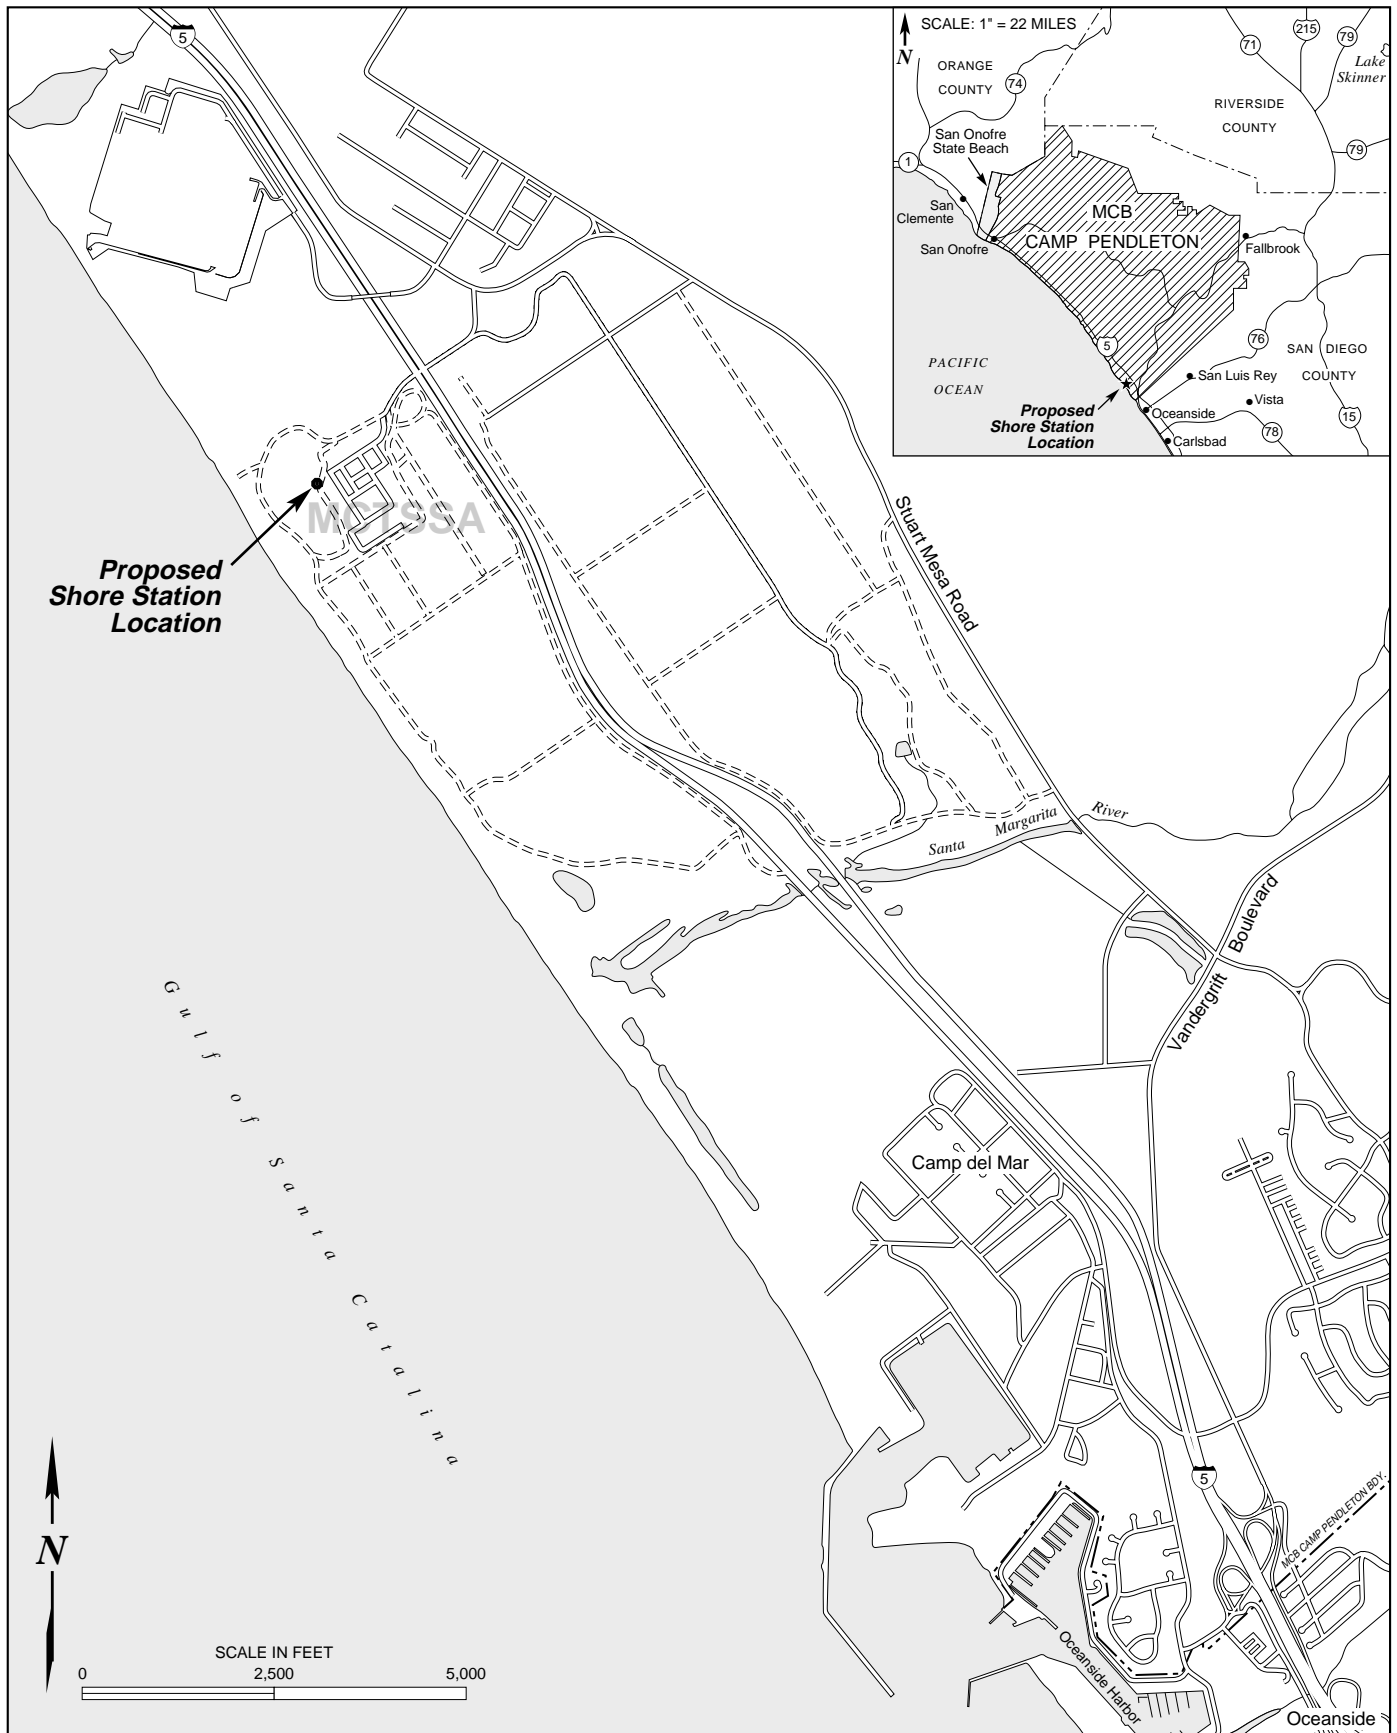 5
SCALE: 1" = 22 MILES
N
ORANGE
COUNTY
74
71
215
79
Lake
Skinner
RIVERSIDE
COUNTY
San Onofre
State Beach
1
79
San
Clemente
MCB
CAMP PENDLETON
San Onofre
Fallbrook
5
76
SAN DIEGO
COUNTY
PACIFIC
OCEAN
San Luis Rey
Vista
Proposed
Shore Station
Location
Oceanside
15
78
Carlsbad
MCTSSA
Proposed
Shore Station
Location
Stuart Mesa Road
Santa Margarita River
Vandergrift Boulevard
Gulf of Santa Catalina
Camp del Mar
5
MCB CAMP PENDLETON BDY.
N
SCALE IN FEET
0 2,500 5,000
Oceanside Harbor
Oceanside